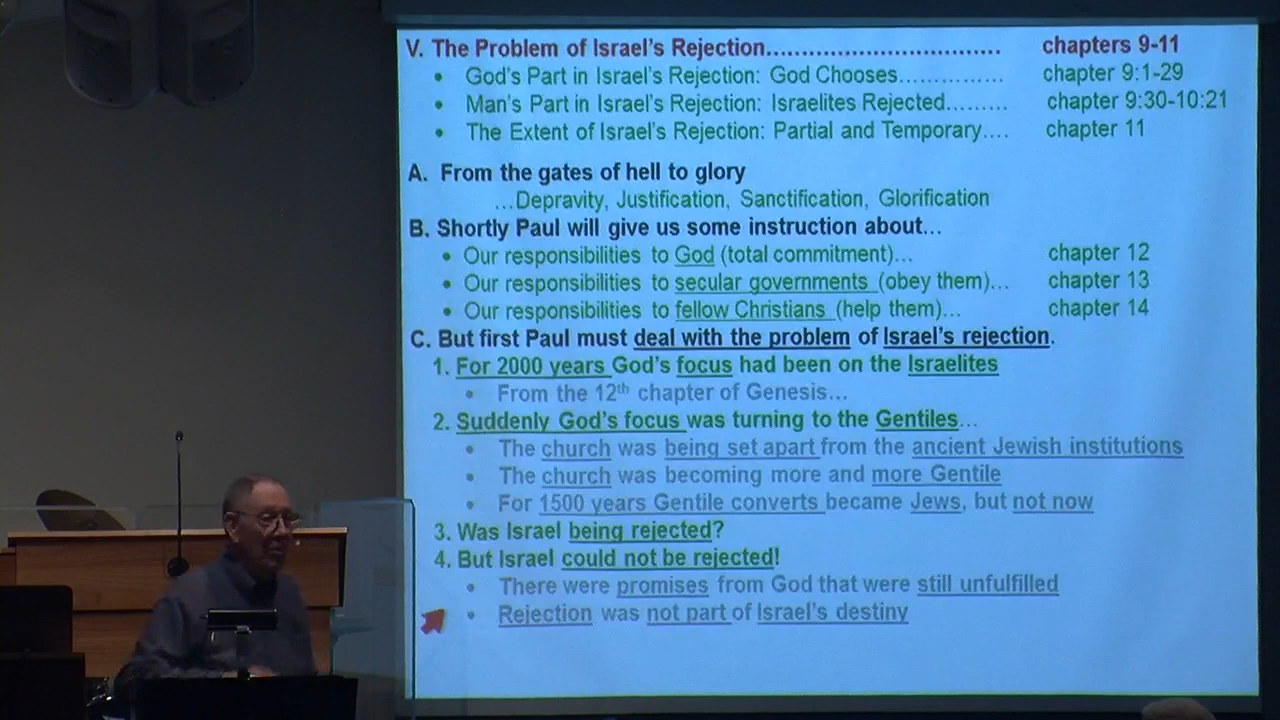 V. The Problem of Israel's Rejection................................ chapters 9-11
• God's Part in Israel's Rejection: God Chooses............... chapter 9:1-29
• Man's Part in Israel's Rejection: Israelites Rejected......... chapter 9:30-10:21
• The Extent of Israel's Rejection: Partial and Temporary.... chapter 11
A. From the gates of hell to glory
...Depravity, Justification, Sanctification, Glorification
B. Shortly Paul will give us some instruction about...
• Our responsibilities to God (total commitment)... chapter 12
• Our responsibilities to secular governments (obey them)... chapter 13
• Our responsibilities to fellow Christians (help them)... chapter 14
C. But first Paul must deal with the problem of Israel's rejection.
1. For 2000 years God's focus had been on the Israelites
• From the 12th chapter of Genesis...
2. Suddenly God's focus was turning to the Gentiles...
• The church was being set apart from the ancient Jewish institutions
• The church was becoming more and more Gentile
• For 1500 years Gentile converts became Jews, but not now
3. Was Israel being rejected?
4. But Israel could not be rejected!
• There were promises from God that were still unfulfilled
• Rejection was not part of Israel's destiny